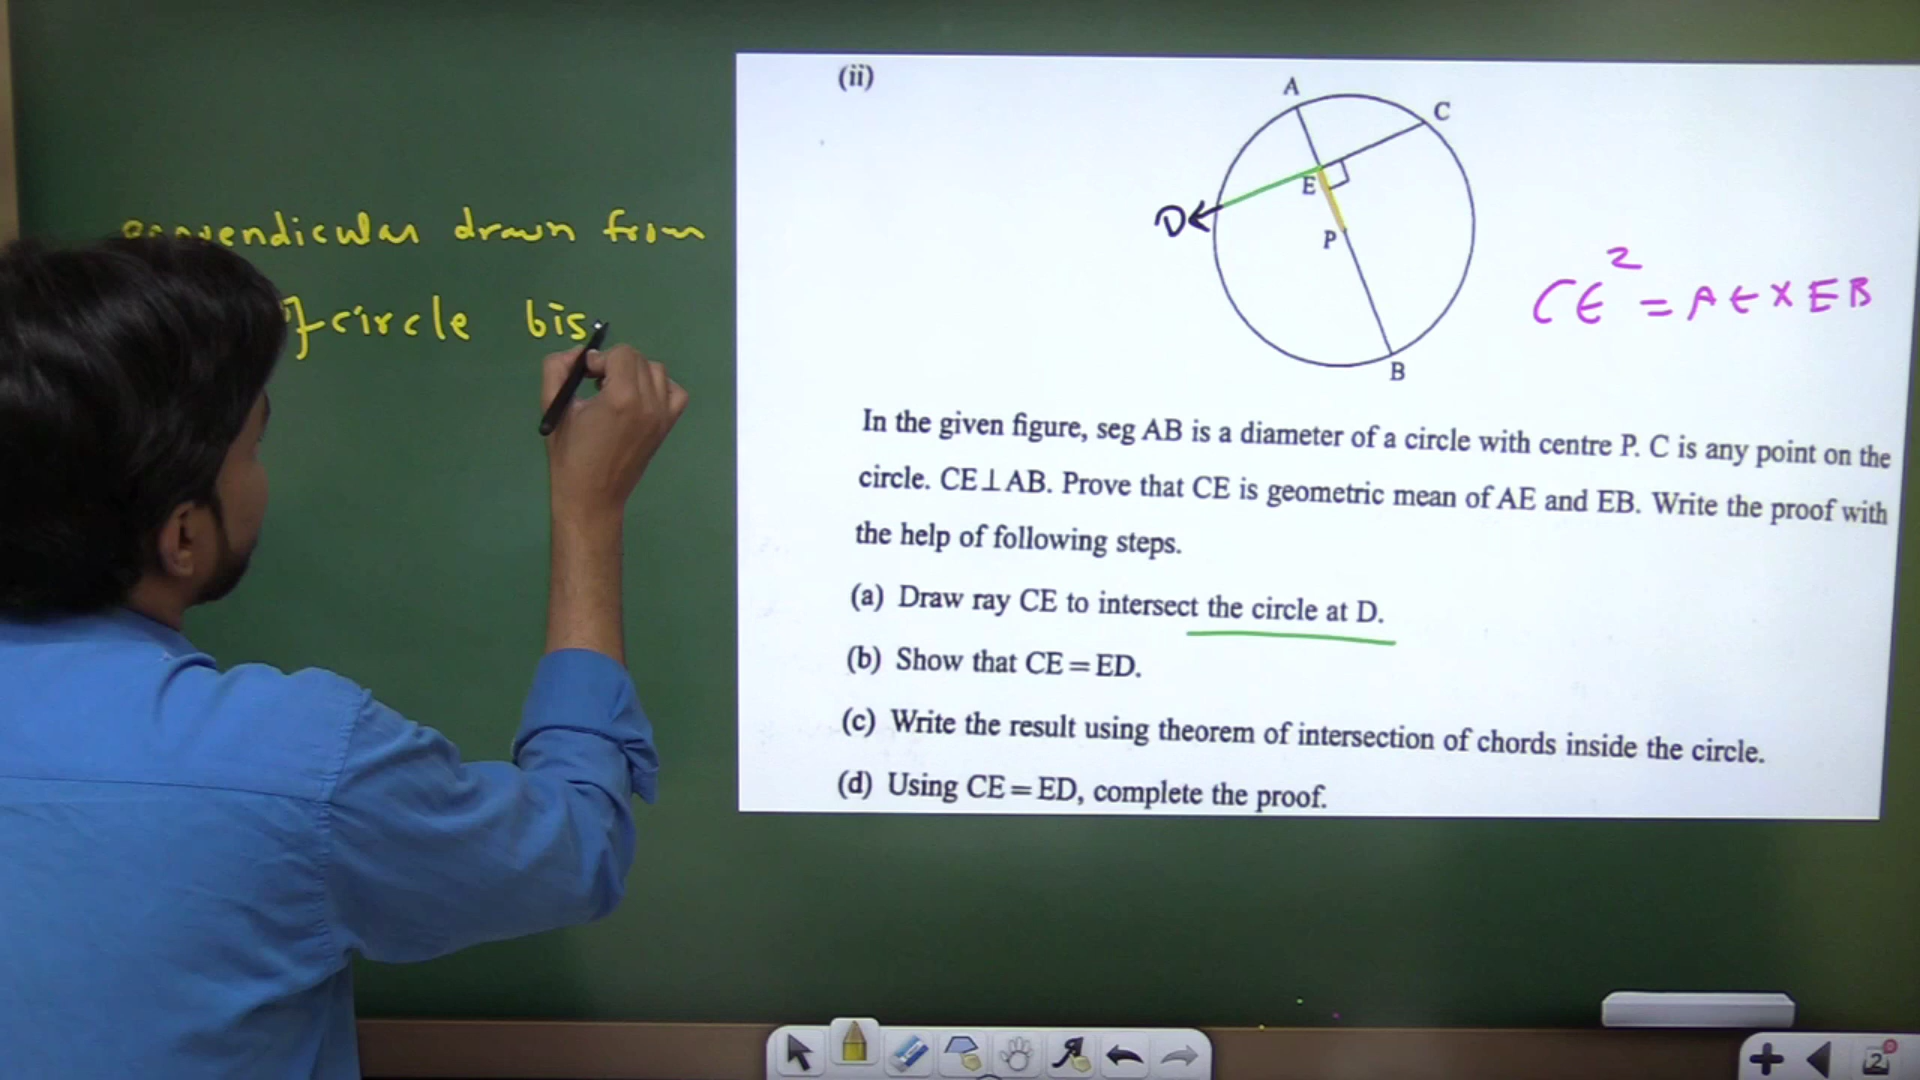 drawn from
circle bis
(ii)
A
C
E
D
P
B
CE² = AE × EB
In the given figure, seg AB is a diameter of a circle with centre P. C is any point on the
circle. CE⊥AB. Prove that CE is geometric mean of AE and EB. Write the proof with
the help of following steps.
(a) Draw ray CE to intersect the circle at D.
(b) Show that CE=ED.
(c) Write the result using theorem of intersection of chords inside the circle.
(d) Using CE=ED, complete the proof.
2